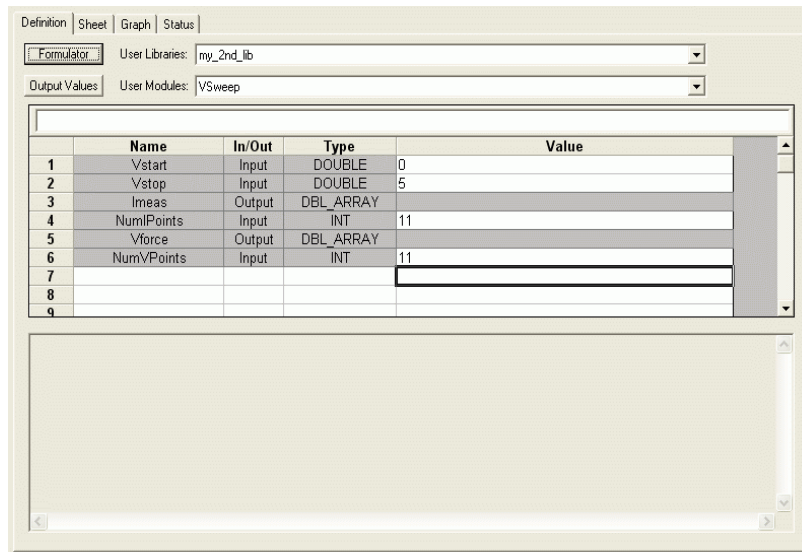 Definition Sheet Graph Status
Formulator User Libraries: my_2nd_lib
Output Values User Modules: VSweep
Name In/Out Type Value
1 Vstart Input DOUBLE 0
2 Vstop Input DOUBLE 5
3 Imeas Output DBL_ARRAY
4 NumIPoints Input INT 11
5 Vforce Output DBL_ARRAY
6 NumVPoints Input INT 11
7
8
9